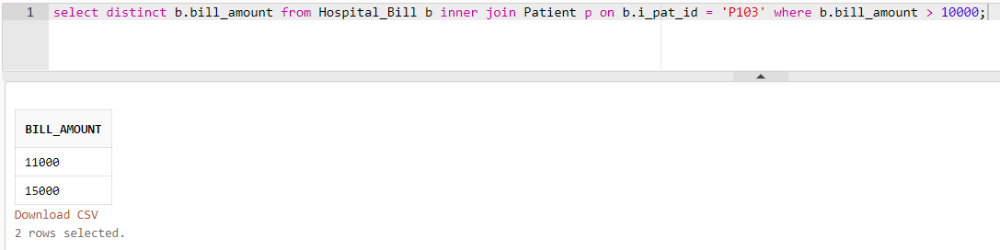 1 select distinct b.bill_amount from Hospital_Bill b inner join Patient p on b.i_pat_id = 'P103' where b.bill_amount > 10000;
BILL_AMOUNT
11000
15000
Download CSV
2 rows selected.